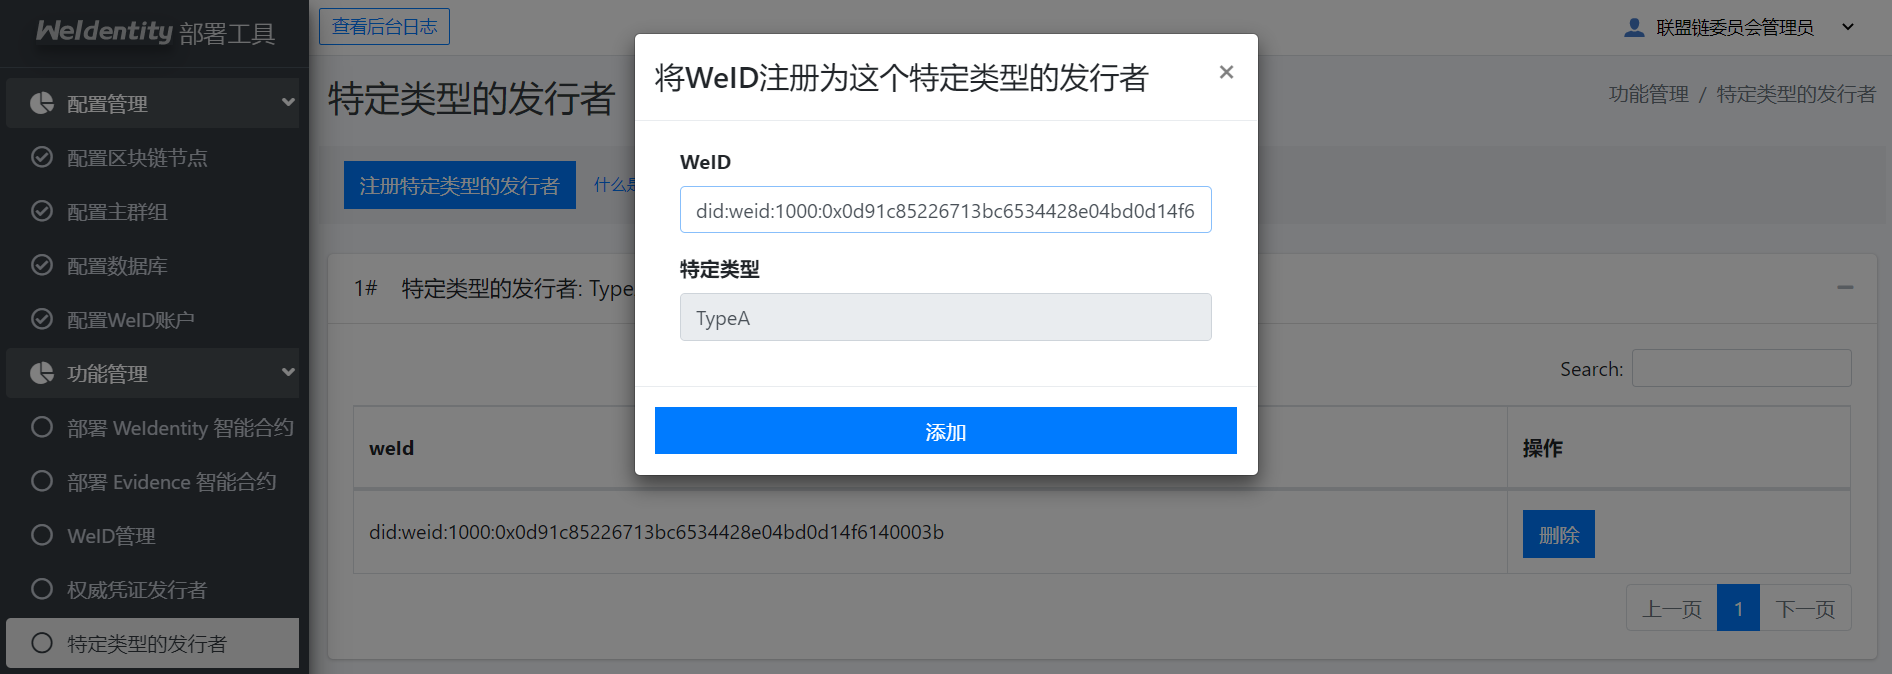 WeIdentity 部署工具
查看后台日志
联盟链委员会管理员
配置管理
配置区块链节点
配置主群组
配置数据库
配置WeID账户
功能管理
部署 WeIdentity 智能合约
部署 Evidence 智能合约
WeID管理
权威凭证发行者
特定类型的发行者
特定类型的发行者
功能管理 / 特定类型的发行者
注册特定类型的发行者
什么是
将WeID注册为这个特定类型的发行者
×
WeID
did:weid:1000:0x0d91c85226713bc6534428e04bd0d14f6
特定类型
TypeA
添加
1# 特定类型的发行者: Type
Search:
weId 操作
did:weid:1000:0x0d91c85226713bc6534428e04bd0d14f6140003b 删除
上一页 1 下一页